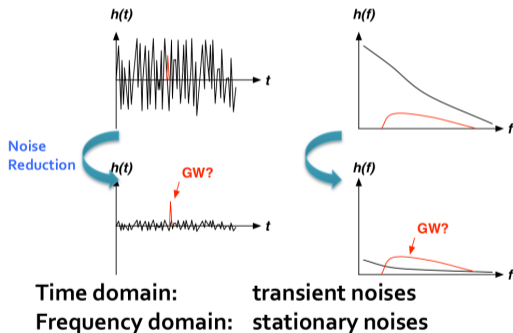 h(t)
h(f)
t
f
Noise
Reduction
h(t)
h(f)
GW?
GW?
t
f
Time domain: transient noises
Frequency domain: stationary noises